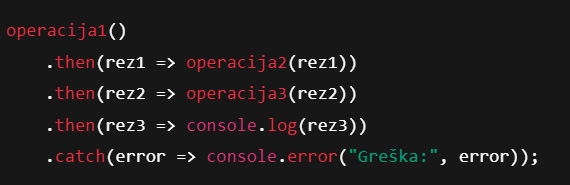 operacija1()
    .then(rez1 => operacija2(rez1))
    .then(rez2 => operacija3(rez2))
    .then(rez3 => console.log(rez3))
    .catch(error => console.error("Greška:", error));